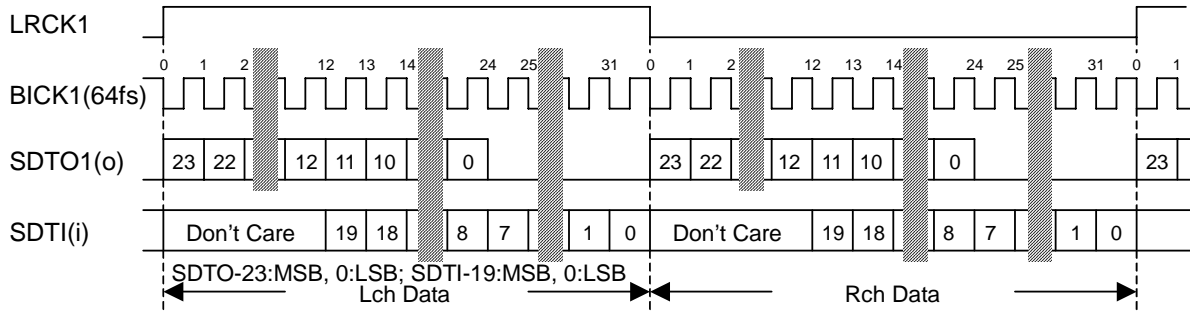 LRCK1
0 1 2 12 13 14 24 25 31 0 1 2 12 13 14 24 25 31 0 1
BICK1(64fs)
SDTO1(o) 23 22 12 11 10 0 23 22 12 11 10 0 23
SDTI(i) Don't Care 19 18 8 7 1 0 Don't Care 19 18 8 7 1 0
SDTO-23:MSB, 0:LSB; SDTI-19:MSB, 0:LSB
Lch Data Rch Data